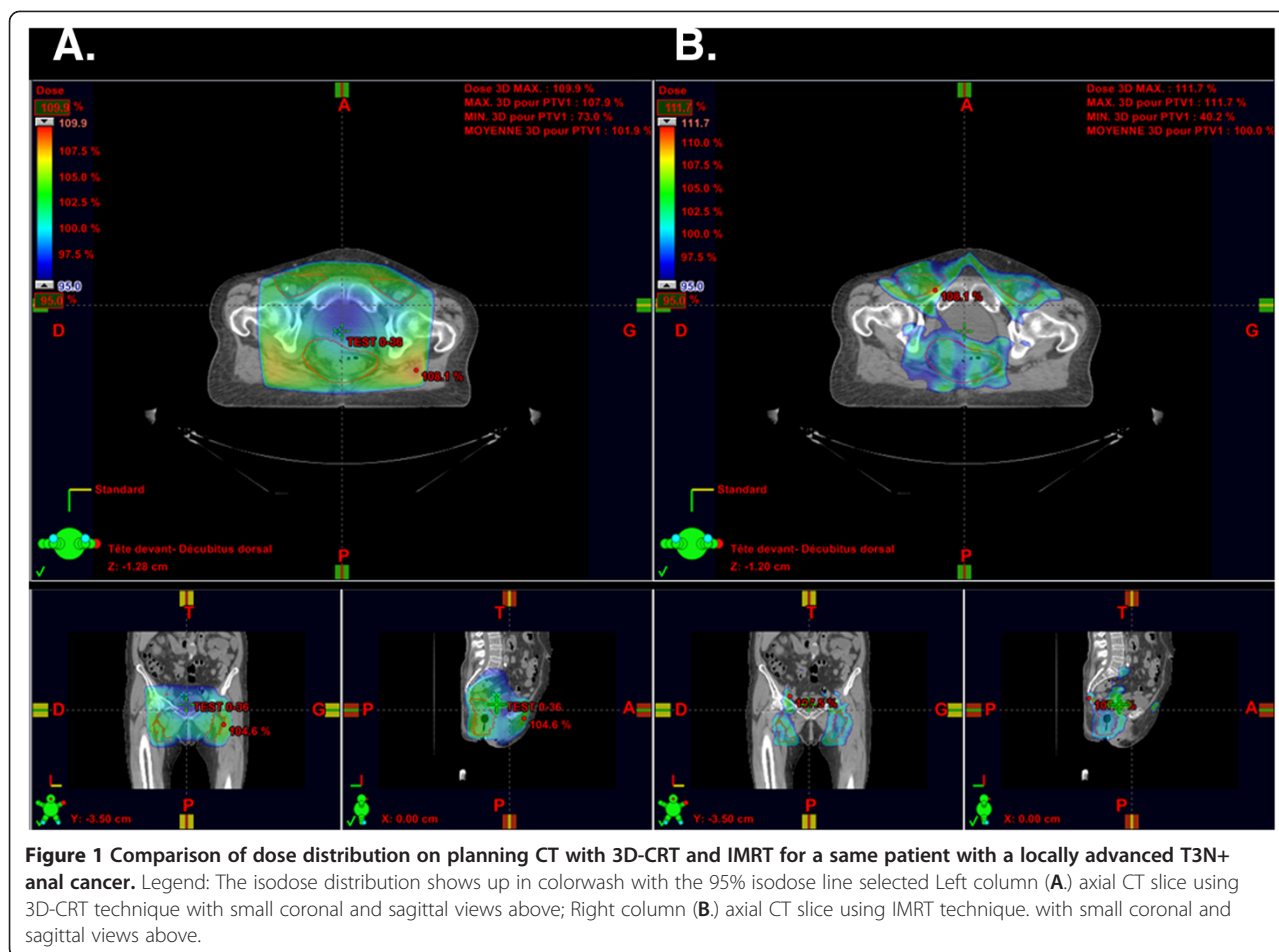 A.
B.
Dose
109.9 %
109.9
107.5 %
105.0 %
102.5 %
100.0 %
97.5 %
95.0
95.0 %
A
Dose 3D MAX. : 109.9 %
MAX. 3D pour PTV1 : 107.9 %
MIN. 3D pour PTV1 : 73.0 %
MOYENNE 3D pour PTV1 : 101.9 %
D
G
TEST 0-36
108.1 %
Standard
Tête devant- Décubitus dorsal
Z: -1.28 cm
P
Dose
111.7 %
111.7
110.0 %
107.5 %
105.0 %
102.5 %
100.0 %
97.5 %
95.0
95.0 %
A
Dose 3D MAX. : 111.7 %
MAX. 3D pour PTV1 : 111.7 %
MIN. 3D pour PTV1 : 40.2 %
MOYENNE 3D pour PTV1 : 100.0 %
D
G
108.1 %
Standard
Tête devant- Décubitus dorsal
Z: -1.20 cm
P
T
D
G
TEST 0-36
104.6 %
P
Y: -3.50 cm
T
P
A
TEST 0-36
104.6 %
P
X: 0.00 cm
T
D
G
P
Y: -3.50 cm
T
P
A
P
X: 0.00 cm
Figure 1 Comparison of dose distribution on planning CT with 3D-CRT and IMRT for a same patient with a locally advanced T3N+
anal cancer. Legend: The isodose distribution shows up in colorwash with the 95% isodose line selected Left column (A.) axial CT slice using
3D-CRT technique with small coronal and sagittal views above; Right column (B.) axial CT slice using IMRT technique. with small coronal and
sagittal views above.